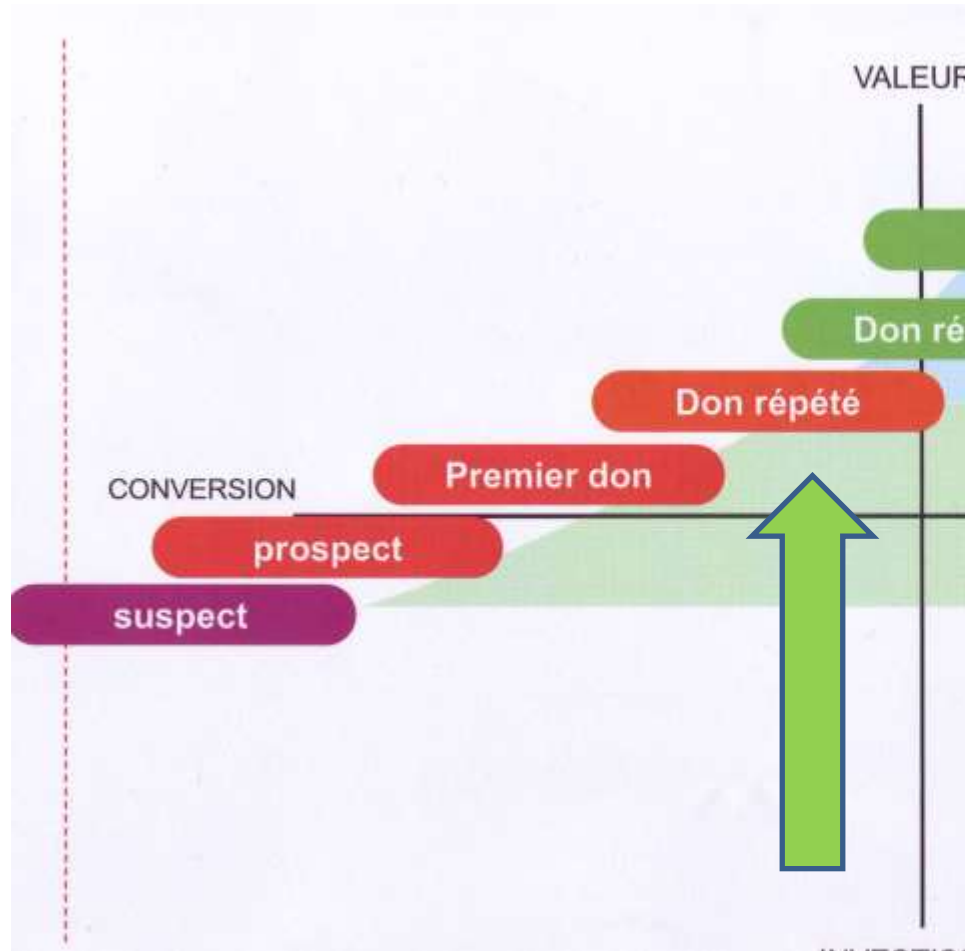 VALEUR
Don ré
Don répété
Premier don
CONVERSION
prospect
suspect